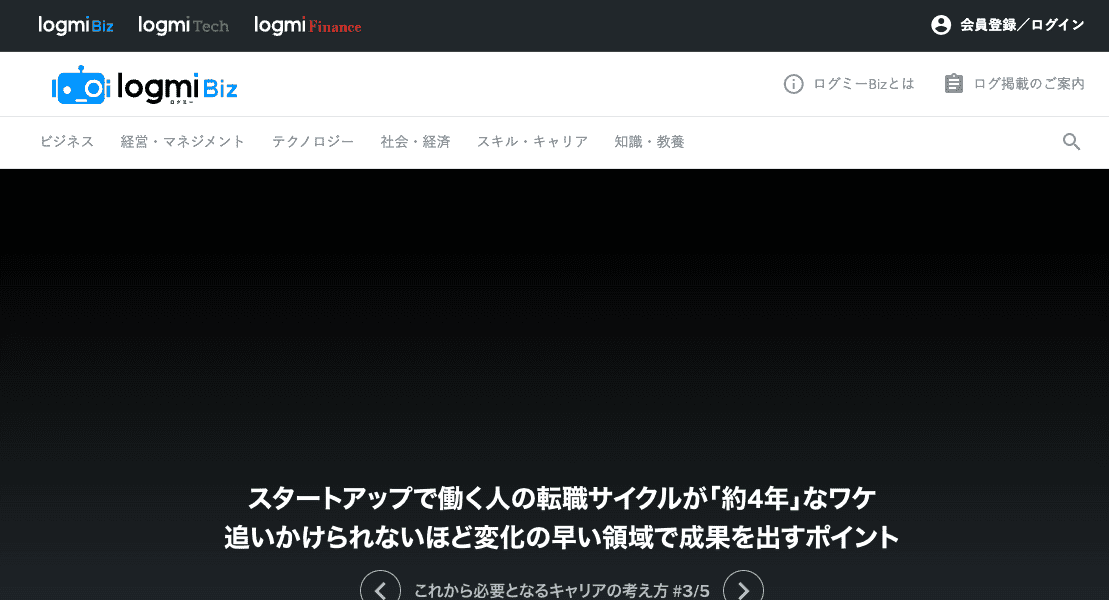 logmi Biz logmi Tech logmi Finance 会員登録／ログイン
logmi Biz ログミーBizとは ログ掲載のご案内
ログミー
ビジネス 経営・マネジメント テクノロジー 社会・経済 スキル・キャリア 知識・教養
スタートアップで働く人の転職サイクルが「約4年」なワケ
追いかけられないほど変化の早い領域で成果を出すポイント
これから必要となるキャリアの考え方 #3/5